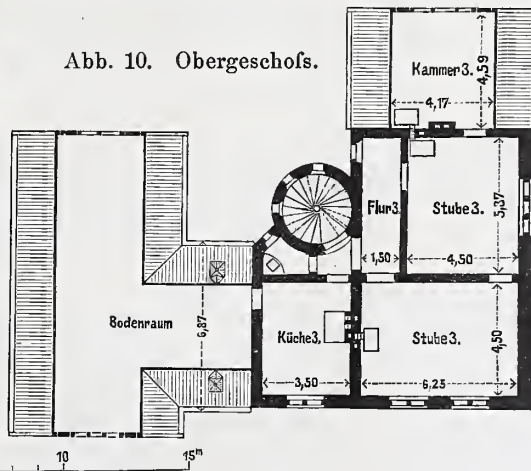 Abb. 10. Obergeschoſs.
Kammer 3.
4,59
4,17
Flur 3.
Stube 3.
5,37
1,50
4,50
Bodenraum
6,87
Küche 3.
Stube 3.
4,50
3,50
6,25
10
15m